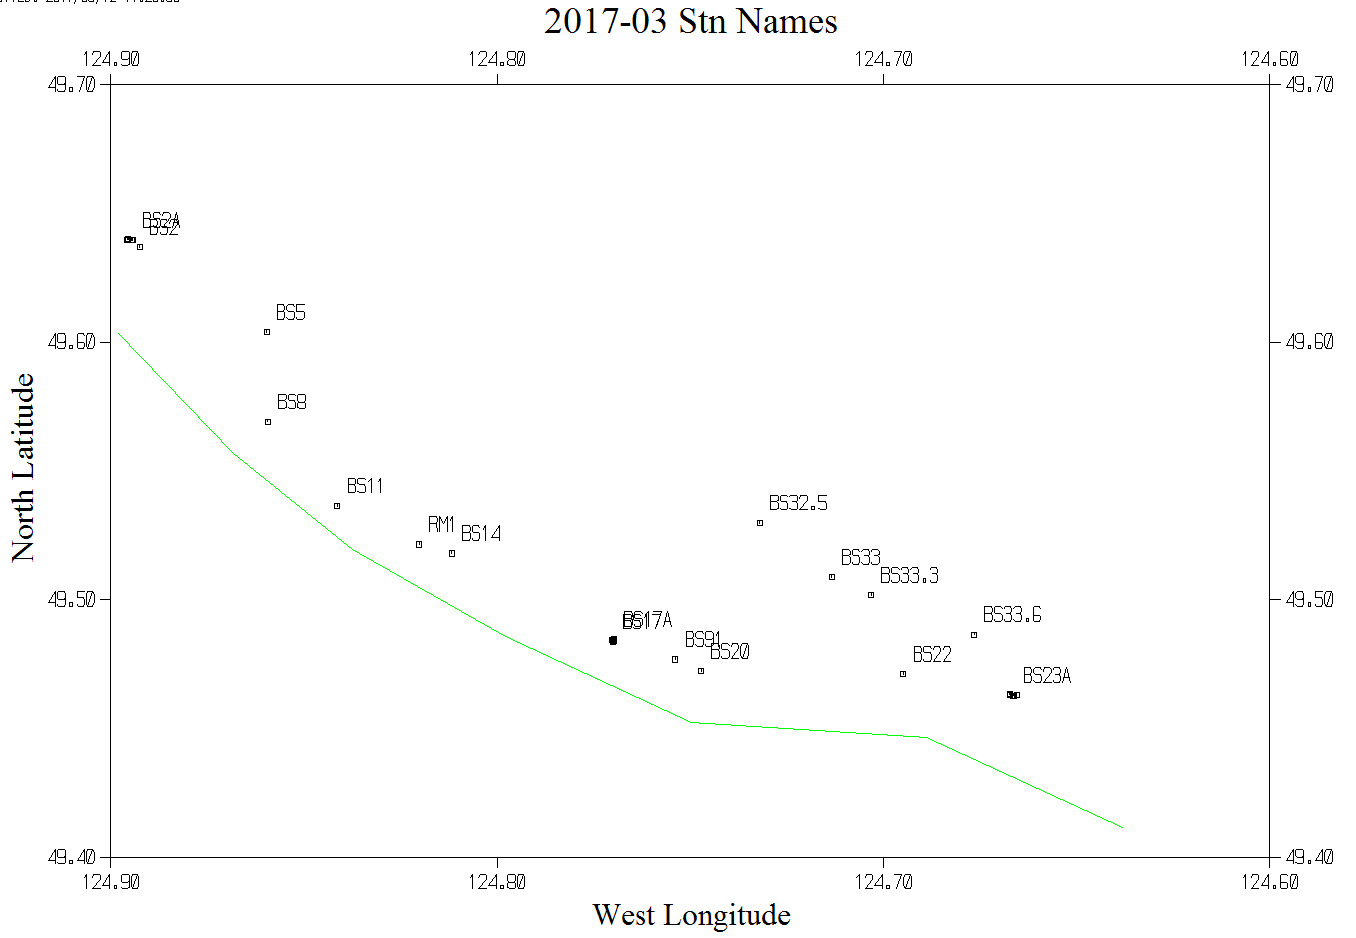 2017-03 Stn Names
124.90 124.80 124.70 124.60
49.70 49.70
BS2A
BS2
BS5
49.60 49.60
BS8
BS11
BS32.5
RM1
BS14
BS33
BS33.3
49.50 49.50
BS33.6
BS17A
BS91
BS20
BS22
BS23A
49.40 49.40
124.90 124.80 124.70 124.60
North Latitude
West Longitude